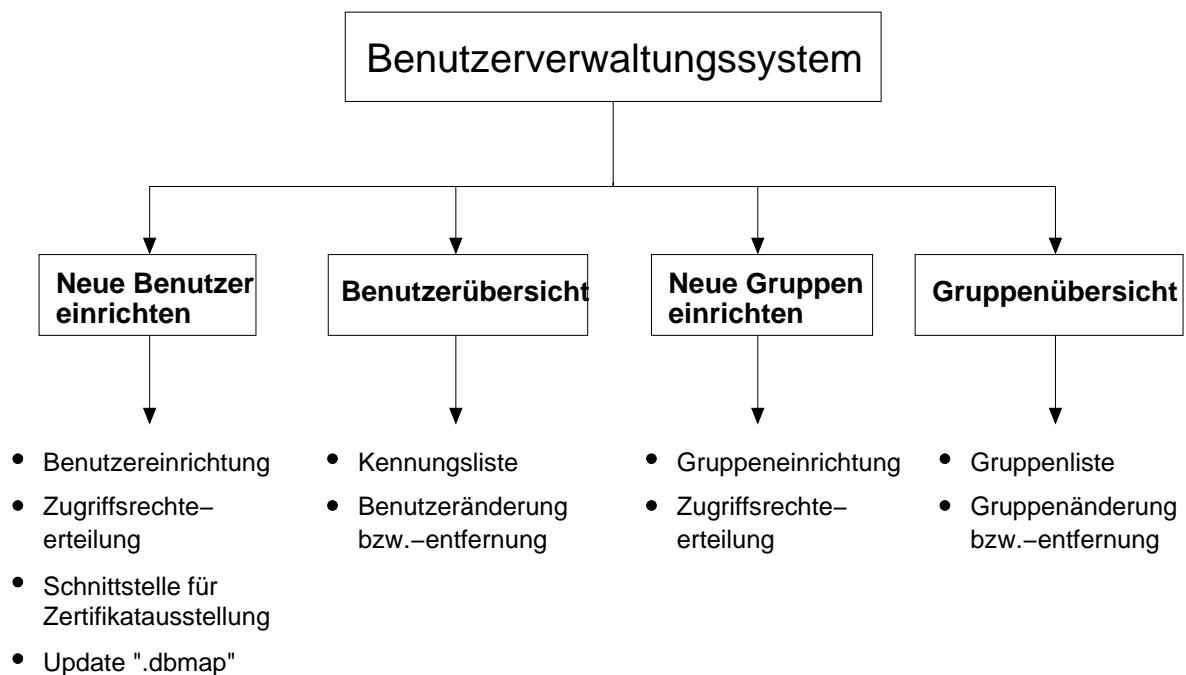 Benutzerverwaltungssystem
Neue Benutzer
einrichten
Benutzerübersicht
Neue Gruppen
einrichten
Gruppenübersicht
• Benutzereinrichtung
• Zugriffsrechte−
erteilung
• Schnittstelle für
Zertifikatausstellung
• Update ".dbmap"
• Kennungsliste
• Benutzeränderung
bzw.−entfernung
• Gruppeneinrichtung
• Zugriffsrechte−
erteilung
• Gruppenliste
• Gruppenänderung
bzw.−entfernung